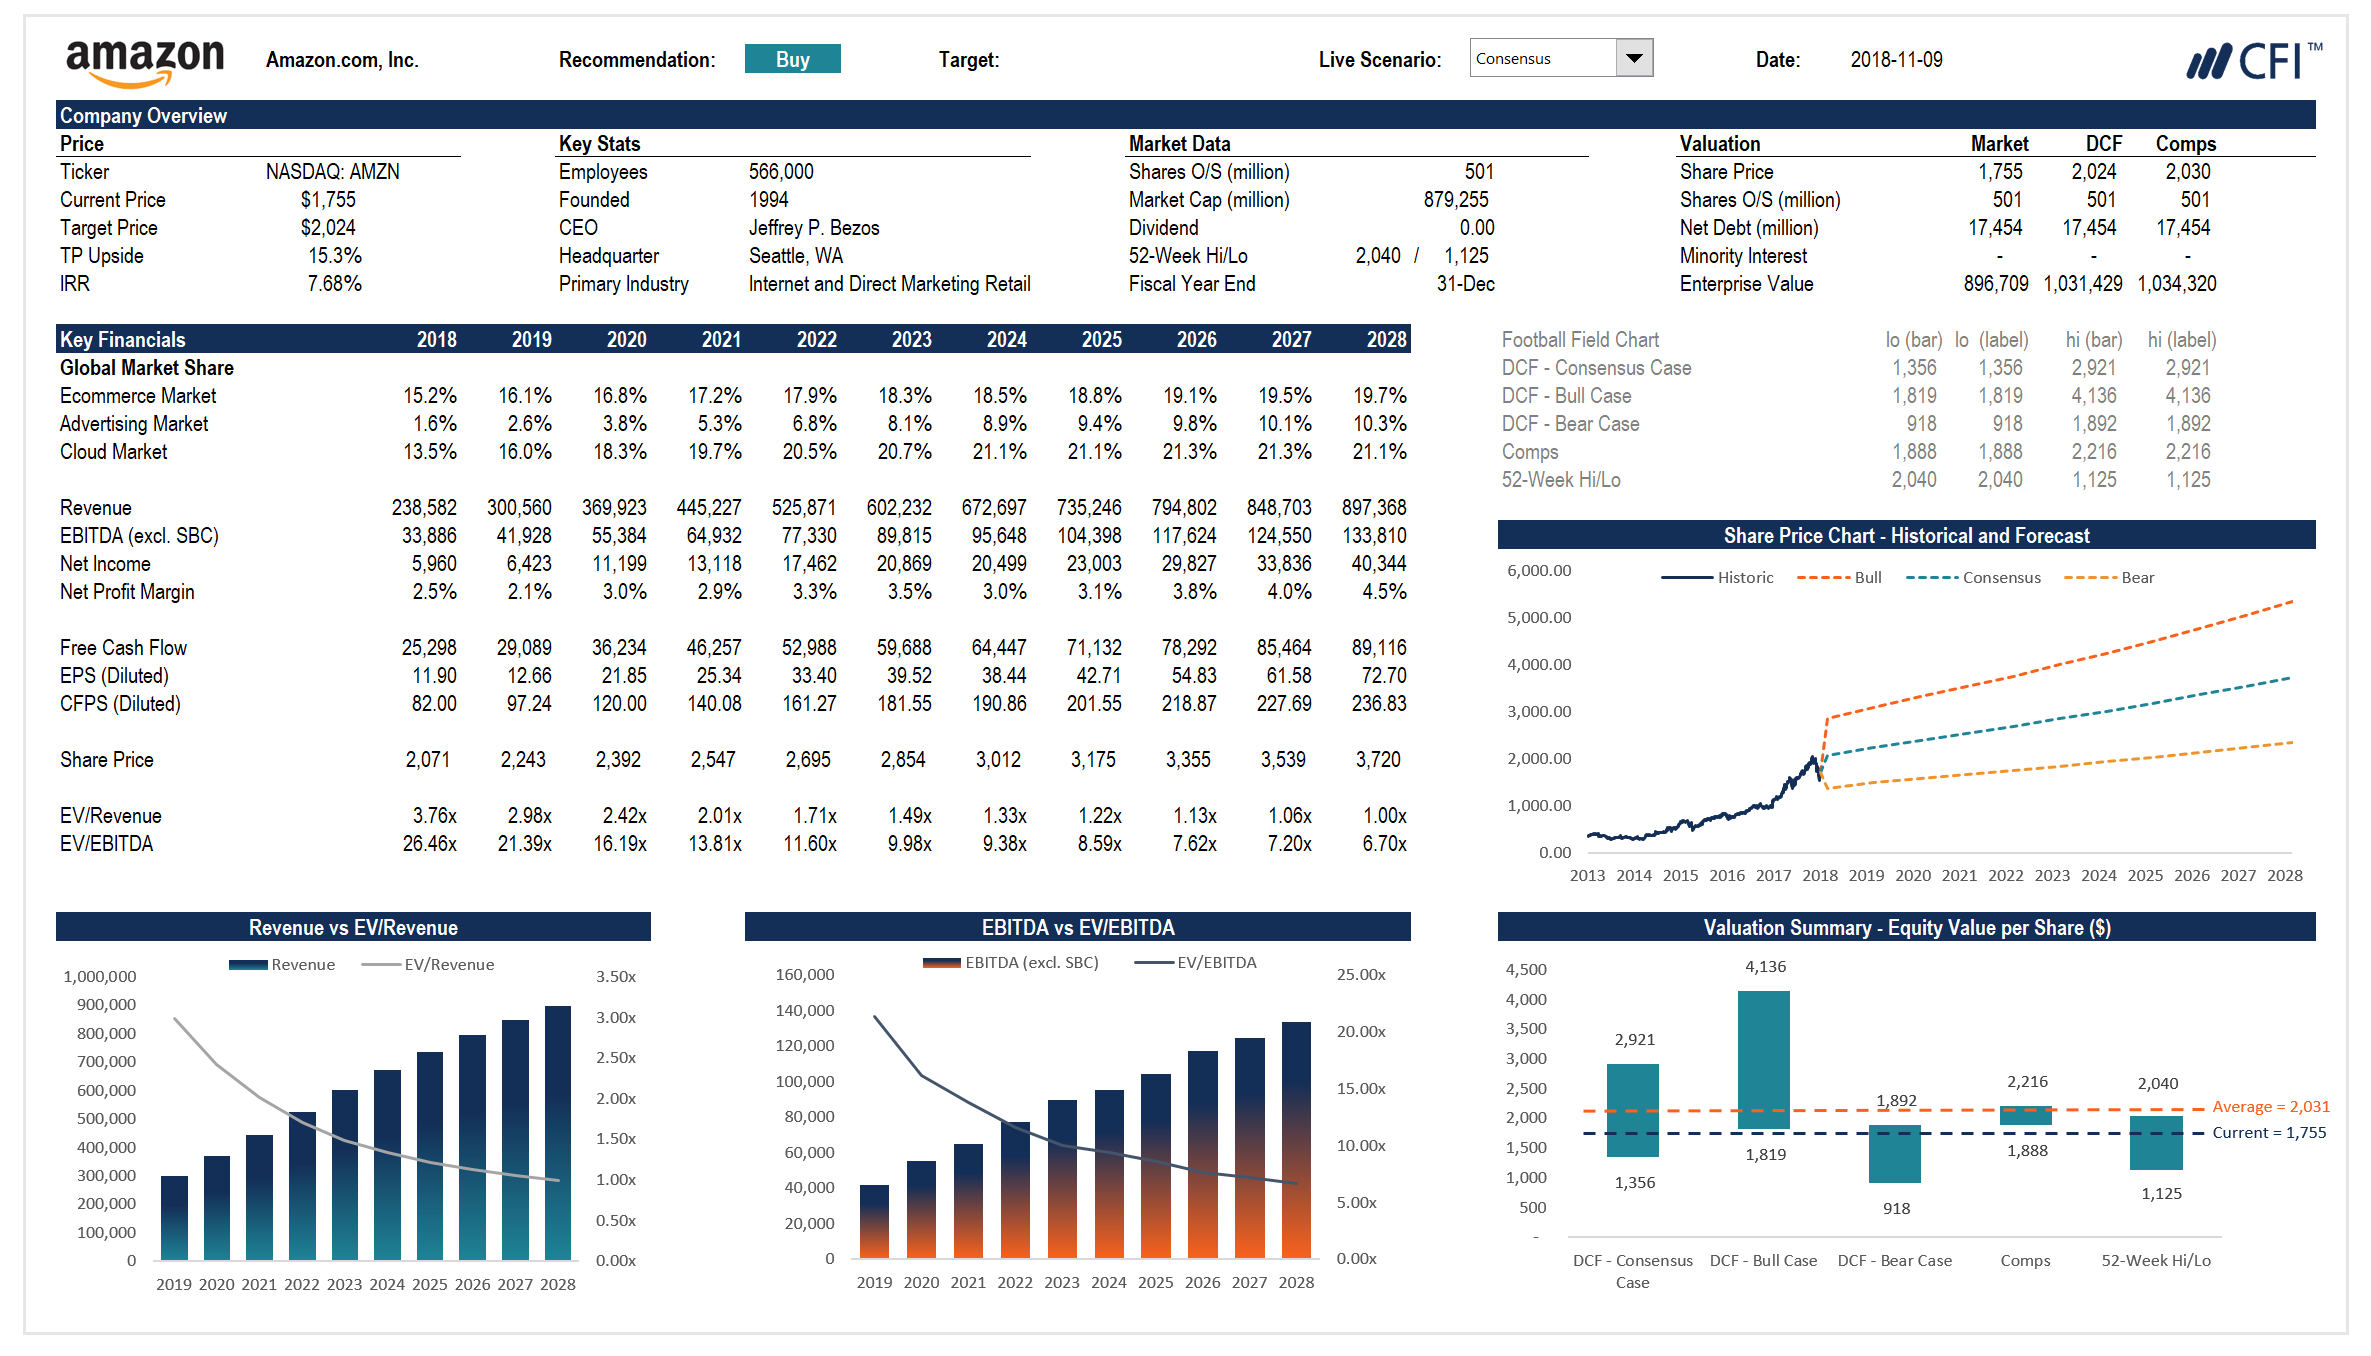 amazon Amazon.com, Inc. Recommendation: Buy Target: Live Scenario: Consensus Date: 2018-11-09 CFI™
Company Overview
Price Key Stats Market Data Valuation Market DCF Comps
Ticker NASDAQ: AMZN Employees 566,000 Shares O/S (million) 501 Share Price 1,755 2,024 2,030
Current Price $1,755 Founded 1994 Market Cap (million) 879,255 Shares O/S (million) 501 501 501
Target Price $2,024 CEO Jeffrey P. Bezos Dividend 0.00 Net Debt (million) 17,454 17,454 17,454
TP Upside 15.3% Headquarter Seattle, WA 52-Week Hi/Lo 2,040 / 1,125 Minority Interest - - -
IRR 7.68% Primary Industry Internet and Direct Marketing Retail Fiscal Year End 31-Dec Enterprise Value 896,709 1,031,429 1,034,320
Key Financials 2018 2019 2020 2021 2022 2023 2024 2025 2026 2027 2028
Global Market Share
Ecommerce Market 15.2% 16.1% 16.8% 17.2% 17.9% 18.3% 18.5% 18.8% 19.1% 19.5% 19.7%
Advertising Market 1.6% 2.6% 3.8% 5.3% 6.8% 8.1% 8.9% 9.4% 9.8% 10.1% 10.3%
Cloud Market 13.5% 16.0% 18.3% 19.7% 20.5% 20.7% 21.1% 21.1% 21.3% 21.3% 21.1%
Revenue 238,582 300,560 369,923 445,227 525,871 602,232 672,697 735,246 794,802 848,703 897,368
EBITDA (excl. SBC) 33,886 41,928 55,384 64,932 77,330 89,815 95,648 104,398 117,624 124,550 133,810
Net Income 5,960 6,423 11,199 13,118 17,462 20,869 20,499 23,003 29,827 33,836 40,344
Net Profit Margin 2.5% 2.1% 3.0% 2.9% 3.3% 3.5% 3.0% 3.1% 3.8% 4.0% 4.5%
Free Cash Flow 25,298 29,089 36,234 46,257 52,988 59,688 64,447 71,132 78,292 85,464 89,116
EPS (Diluted) 11.90 12.66 21.85 25.34 33.40 39.52 38.44 42.71 54.83 61.58 72.70
CFPS (Diluted) 82.00 97.24 120.00 140.08 161.27 181.55 190.86 201.55 218.87 227.69 236.83
Share Price 2,071 2,243 2,392 2,547 2,695 2,854 3,012 3,175 3,355 3,539 3,720
EV/Revenue 3.76x 2.98x 2.42x 2.01x 1.71x 1.49x 1.33x 1.22x 1.13x 1.06x 1.00x
EV/EBITDA 26.46x 21.39x 16.19x 13.81x 11.60x 9.98x 9.38x 8.59x 7.62x 7.20x 6.70x
Football Field Chart lo (bar) lo (label) hi (bar) hi (label)
DCF - Consensus Case 1,356 1,356 2,921 2,921
DCF - Bull Case 1,819 1,819 4,136 4,136
DCF - Bear Case 918 918 1,892 1,892
Comps 1,888 1,888 2,216 2,216
52-Week Hi/Lo 2,040 2,040 1,125 1,125
Share Price Chart - Historical and Forecast
Historic Bull Consensus Bear
6,000.00
5,000.00
4,000.00
3,000.00
2,000.00
1,000.00
0.00
2013 2014 2015 2016 2017 2018 2019 2020 2021 2022 2023 2024 2025 2026 2027 2028
Revenue vs EV/Revenue
Revenue EV/Revenue
1,000,000 3.50x
900,000
800,000 3.00x
700,000 2.50x
600,000
500,000 2.00x
400,000 1.50x
300,000 1.00x
200,000
100,000 0.50x
0 0.00x
2019 2020 2021 2022 2023 2024 2025 2026 2027 2028
EBITDA vs EV/EBITDA
EBITDA (excl. SBC) EV/EBITDA
160,000 25.00x
140,000
120,000 20.00x
100,000 15.00x
80,000
60,000 10.00x
40,000 5.00x
20,000
0 0.00x
2019 2020 2021 2022 2023 2024 2025 2026 2027 2028
Valuation Summary - Equity Value per Share ($)
4,500
4,000
3,500
3,000
2,500
2,000
1,500
1,000
500
-
2,921 4,136 1,892 2,216 2,040
Average = 2,031
Current = 1,755
1,356 1,819 918 1,888 1,125
DCF - Consensus Case DCF - Bull Case DCF - Bear Case Comps 52-Week Hi/Lo